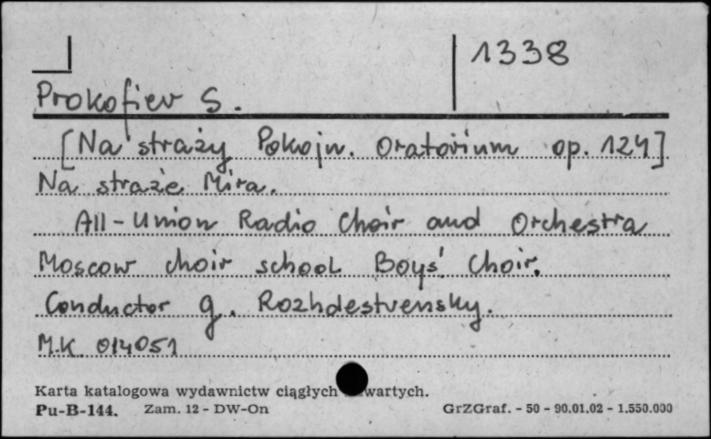 1338
Prokofiev S.
[Na straży Pokoju. Oratorium op. 124]
Na straże Mira.
All-Union Radio Choir and Orchestra
Moscow choir school Boys' Choir.
Conductor G. Rozhdestvensky.
M.K 014051
Karta katalogowa wydawnictw ciągłych wartych.
Pu-B-144. Zam. 12 - DW-On GrZGraf. - 50 - 90.01.02 - 1.550.000